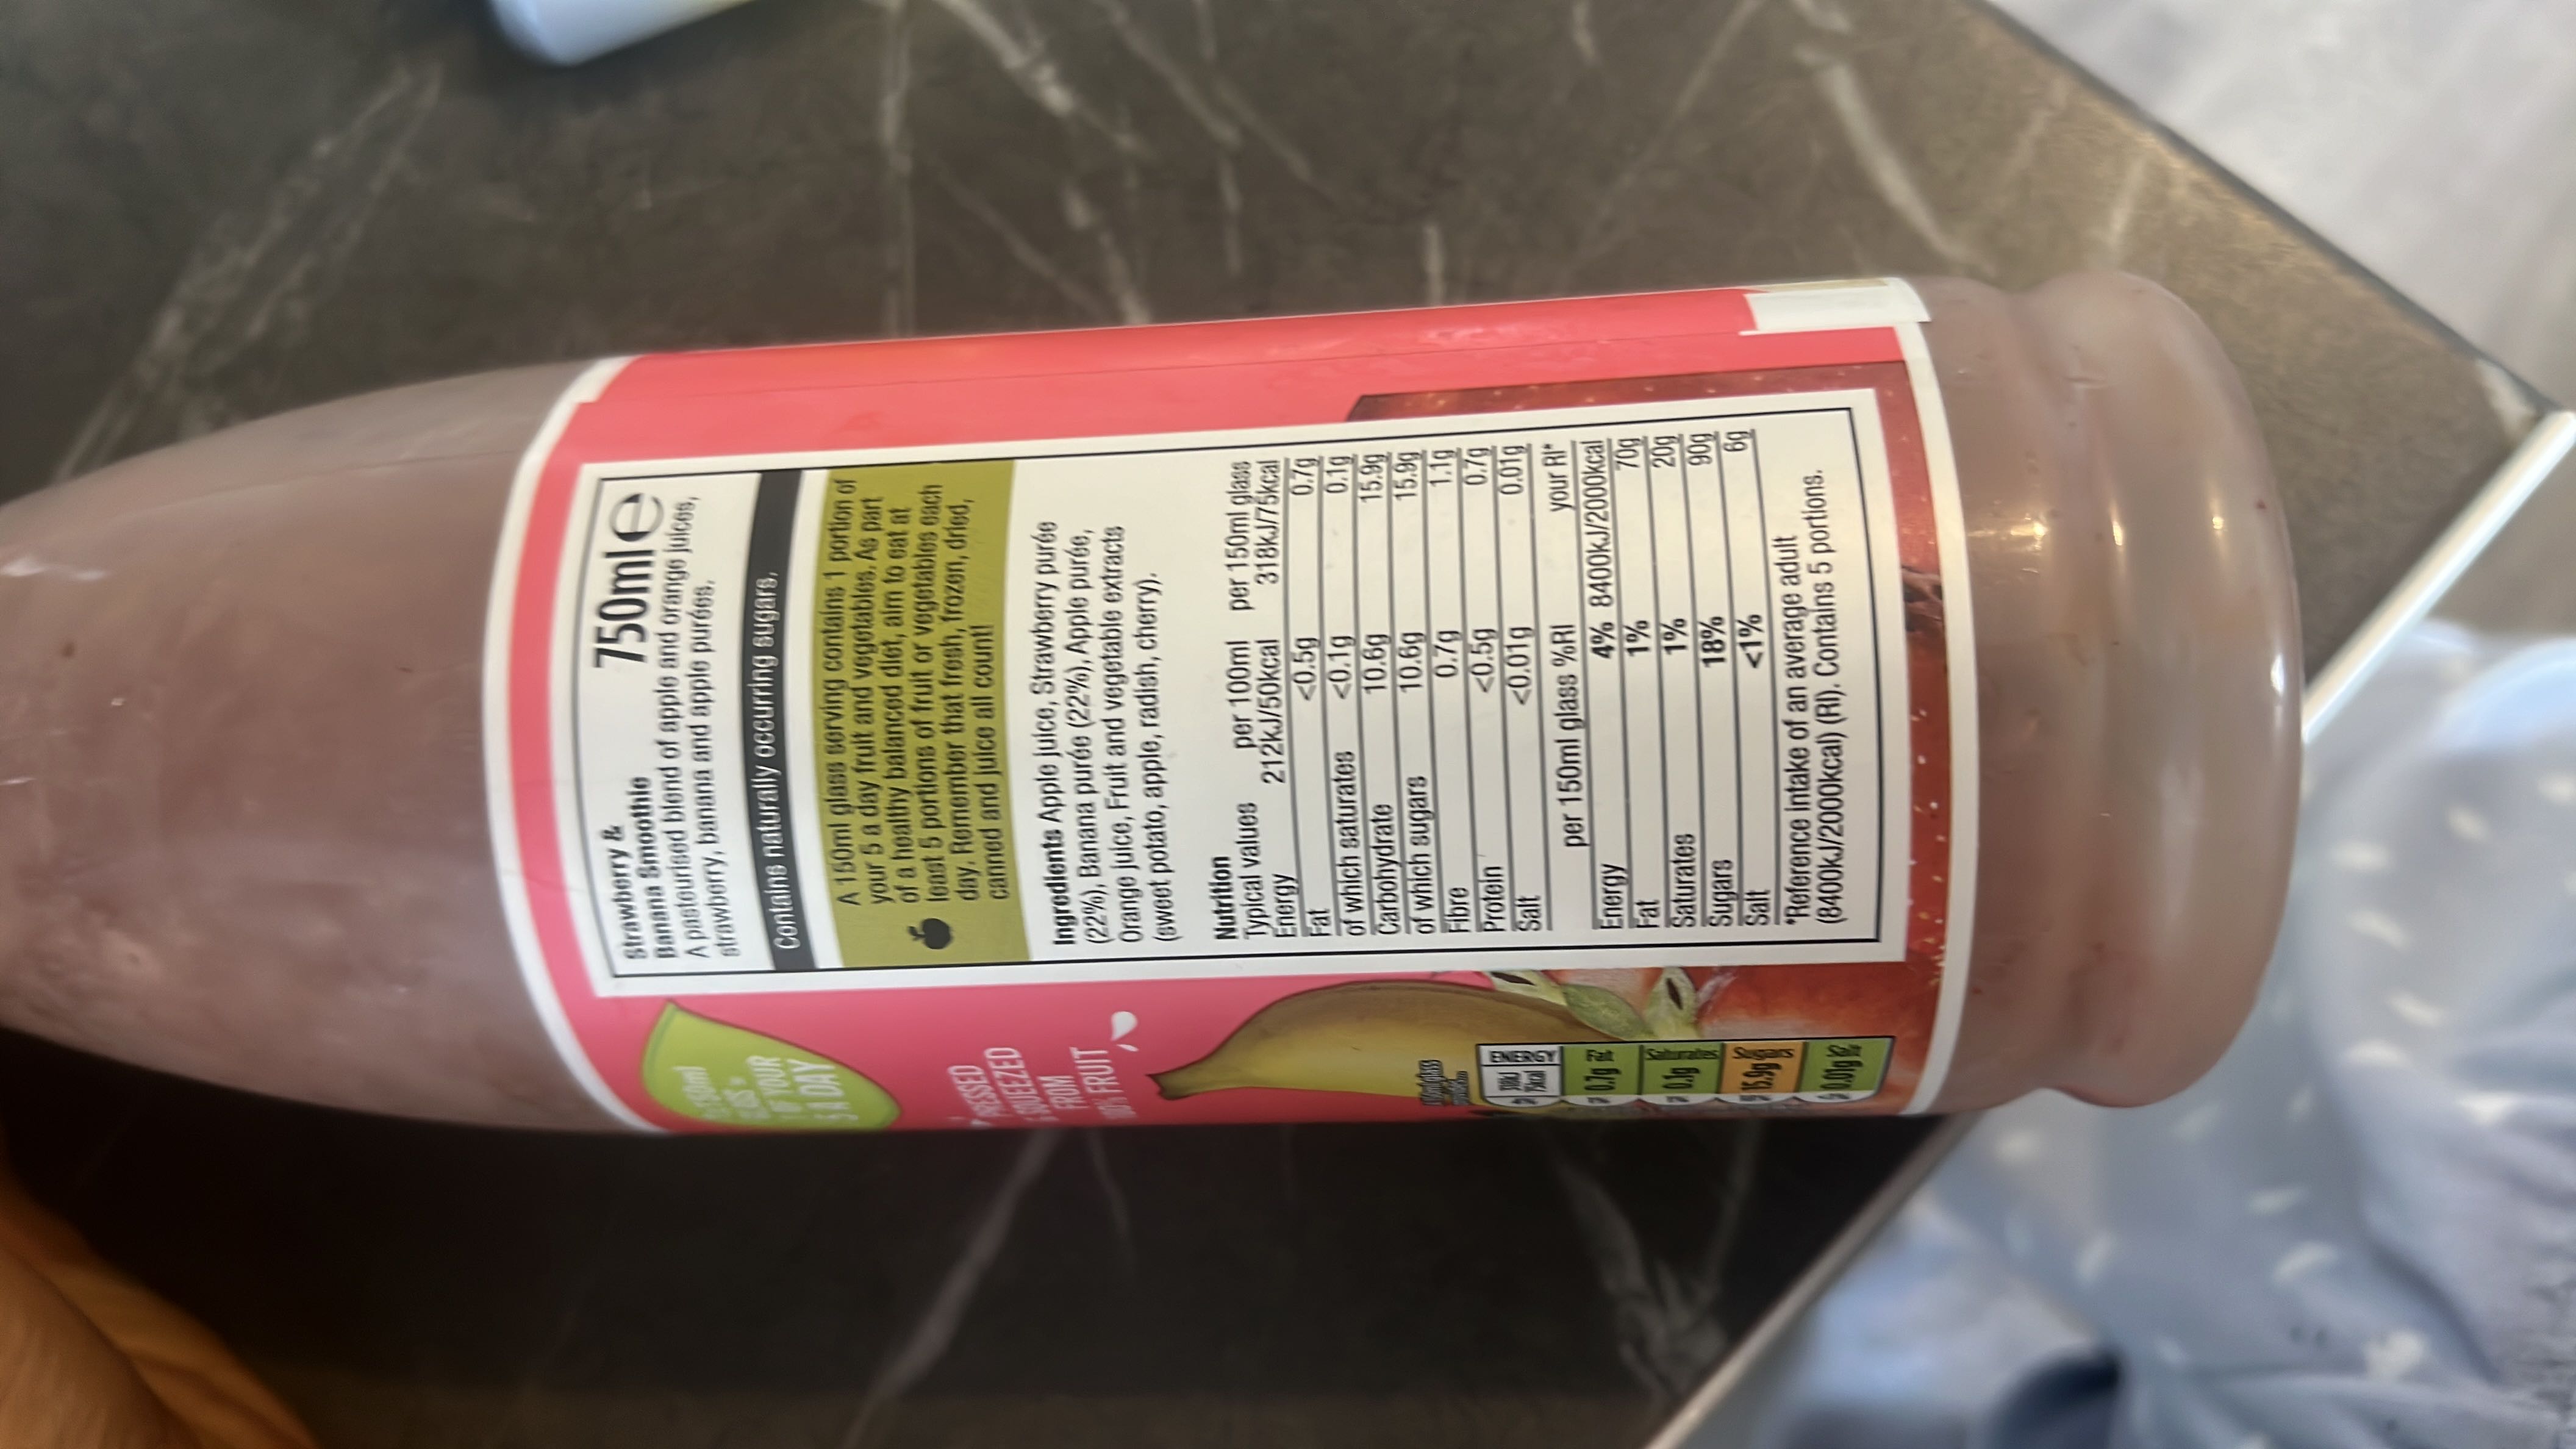 Strawberry &
Banana Smoothie 750ml e
A pasteurised blend of apple and orange juices,
strawberry, banana and apple purées.
Contains naturally occurring sugars.
A 150ml glass serving contains 1 portion of
your 5 a day fruit and vegetables. As part
of a healthy balanced diet, aim to eat at
least 5 portions of fruit or vegetables each
day. Remember that fresh, frozen, dried,
canned and juice all count!
Ingredients Apple juice, Strawberry purée
(22%), Banana purée (22%), Apple purée,
Orange juice, Fruit and vegetable extracts
(sweet potato, apple, radish, cherry).
Nutrition
Typical values per 100ml per 150ml glass
Energy 212kJ/50kcal 318kJ/75kcal
Fat <0.5g 0.7g
of which saturates <0.1g 0.1g
Carbohydrate 10.6g 15.9g
of which sugars 10.6g 15.9g
Fibre 0.7g 1.1g
Protein <0.5g 0.7g
Salt <0.01g 0.01g
per 150ml glass %RI your RI*
Energy 4% 8400kJ/2000kcal
Fat 1% 70g
Saturates 1% 20g
Sugars 18% 90g
Salt <1% 6g
*Reference intake of an average adult
(8400kJ/2000kcal) (RI). Contains 5 portions.
150ml
OF YOUR
5 A DAY
PRESSED
SQUEEZED
FROM
FRUIT
ENERGY Fat Saturates Sugars Salt
75kcal 0.7g 0.1g 15.9g 0.01g